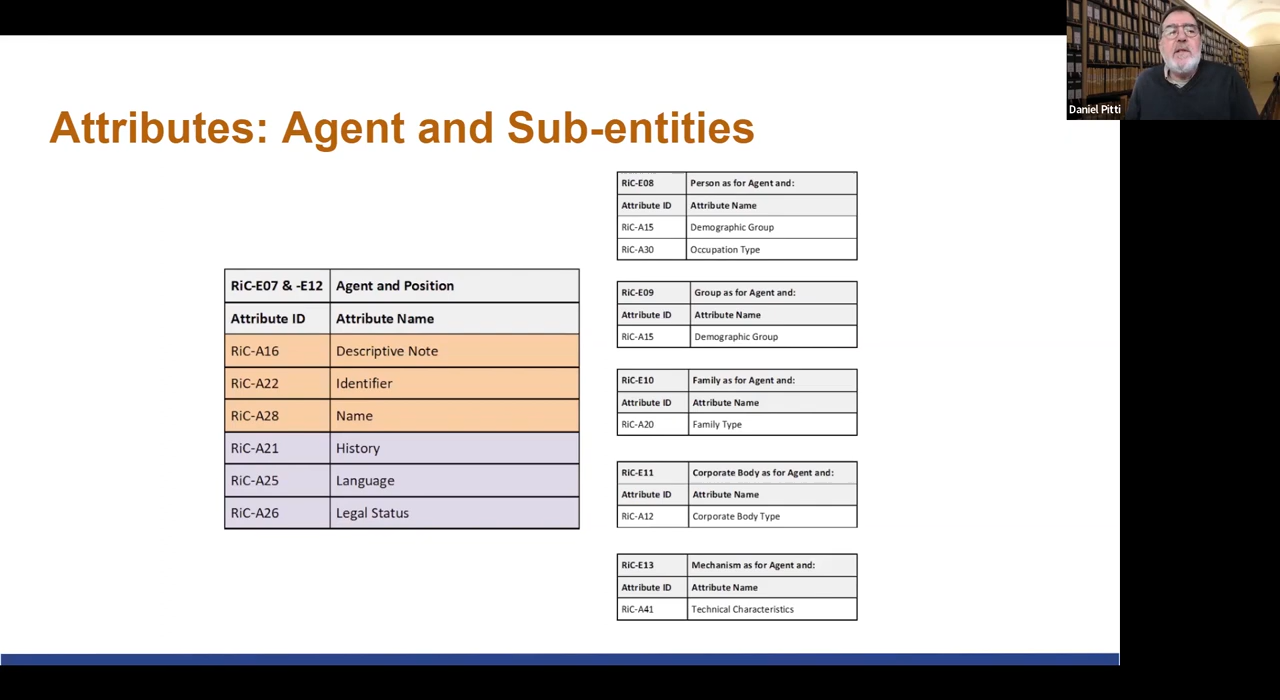 Daniel Pitti
Attributes: Agent and Sub-entities
RiC-E07 & -E12 Agent and Position
Attribute ID Attribute Name
RiC-A16 Descriptive Note
RiC-A22 Identifier
RiC-A28 Name
RiC-A21 History
RiC-A25 Language
RiC-A26 Legal Status
RiC-E08 Person as for Agent and:
Attribute ID Attribute Name
RiC-A15 Demographic Group
RiC-A30 Occupation Type
RiC-E09 Group as for Agent and:
Attribute ID Attribute Name
RiC-A15 Demographic Group
RiC-E10 Family as for Agent and:
Attribute ID Attribute Name
RiC-A20 Family Type
RiC-E11 Corporate Body as for Agent and:
Attribute ID Attribute Name
RiC-A12 Corporate Body Type
RiC-E13 Mechanism as for Agent and:
Attribute ID Attribute Name
RiC-A41 Technical Characteristics